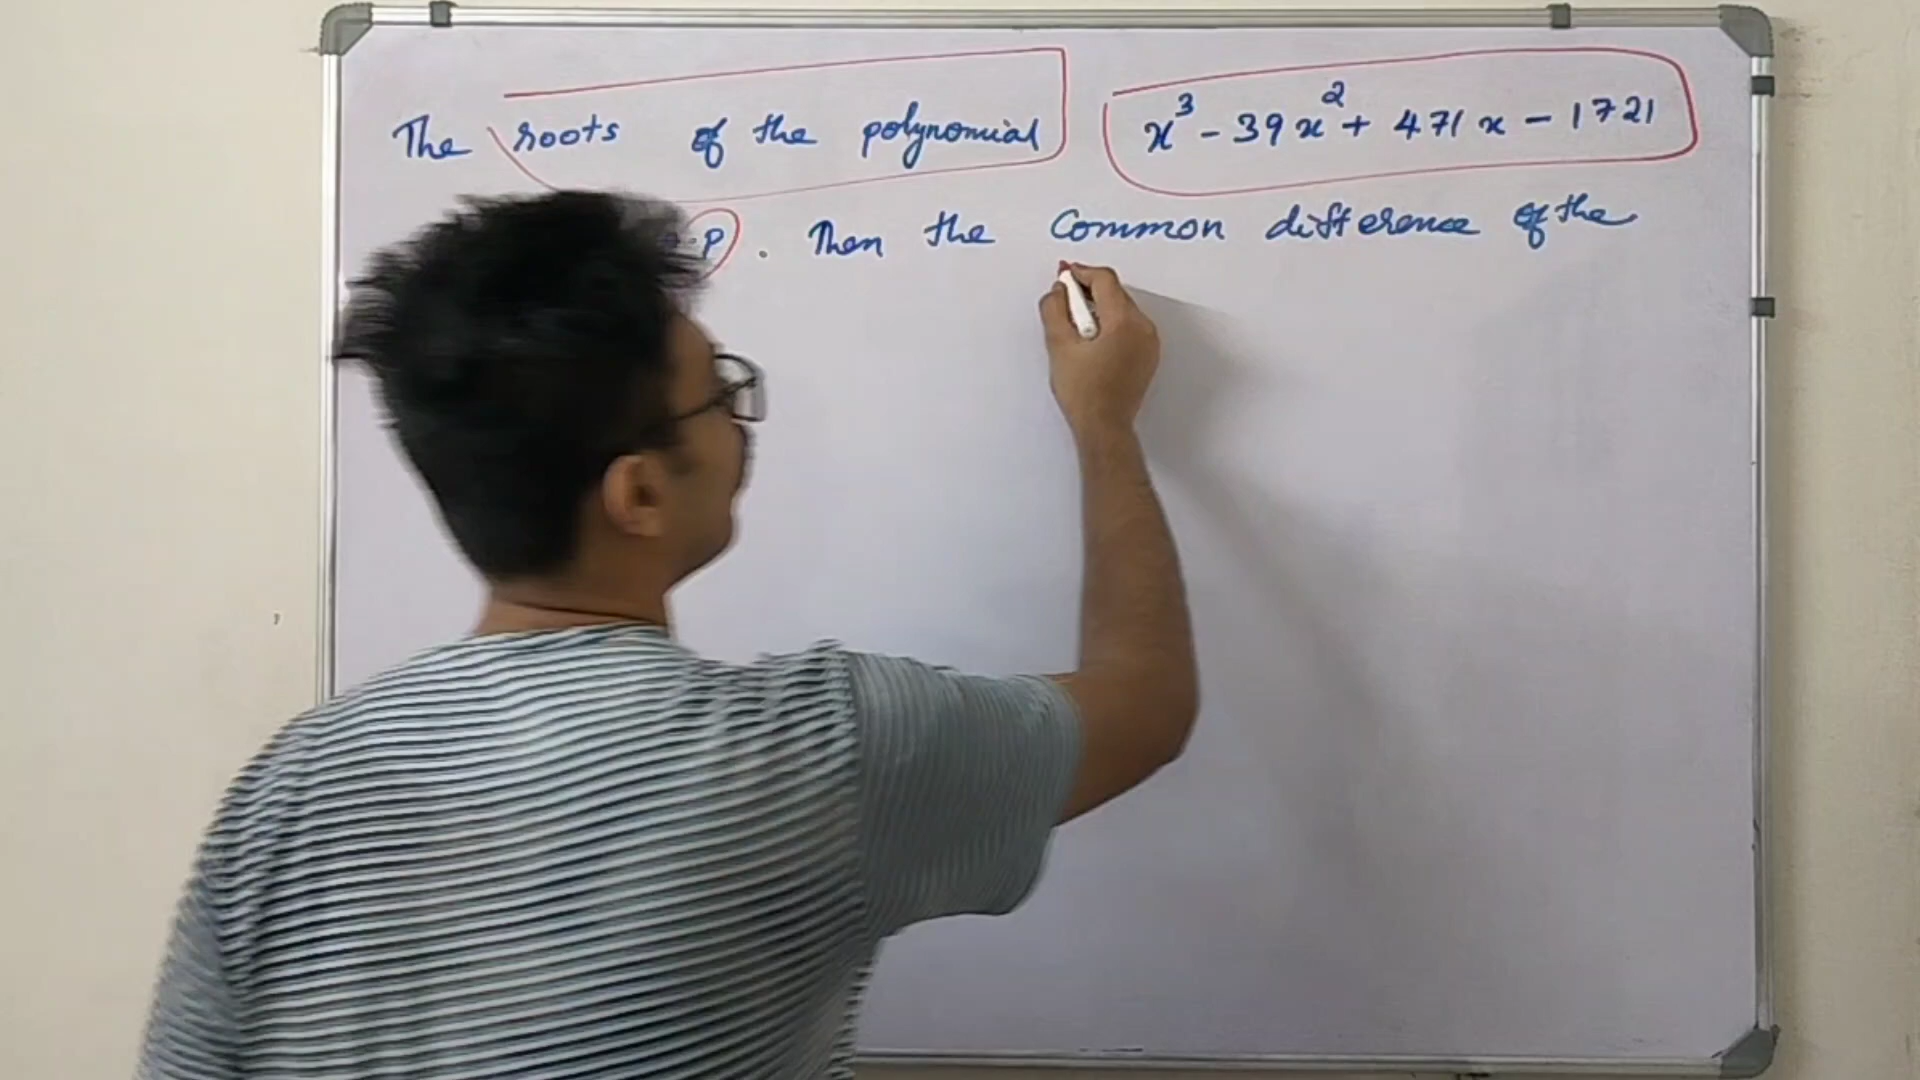 The roots of the polynomial x³ - 39x² + 471x - 1721
.p . Then the common difference of the